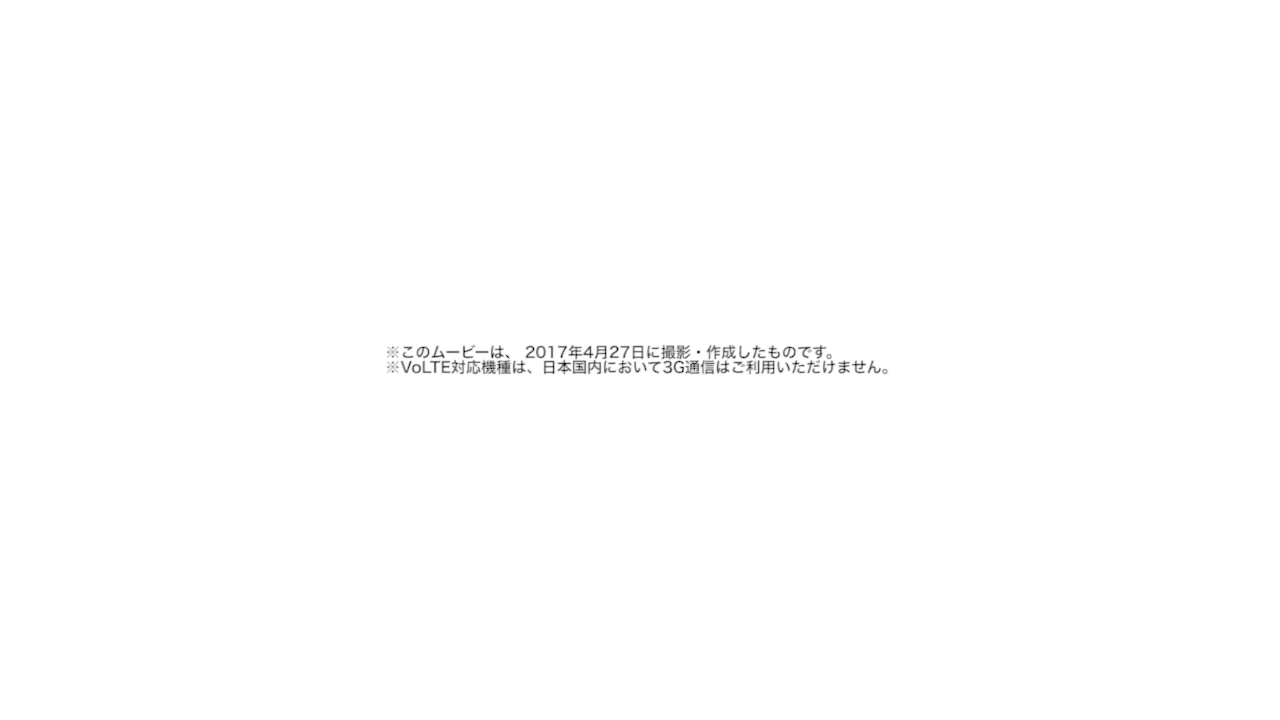 ※このムービーは、 2017年4月27日に撮影・作成したものです。
※VoLTE対応機種は、日本国内において3G通信はご利用いただけません。